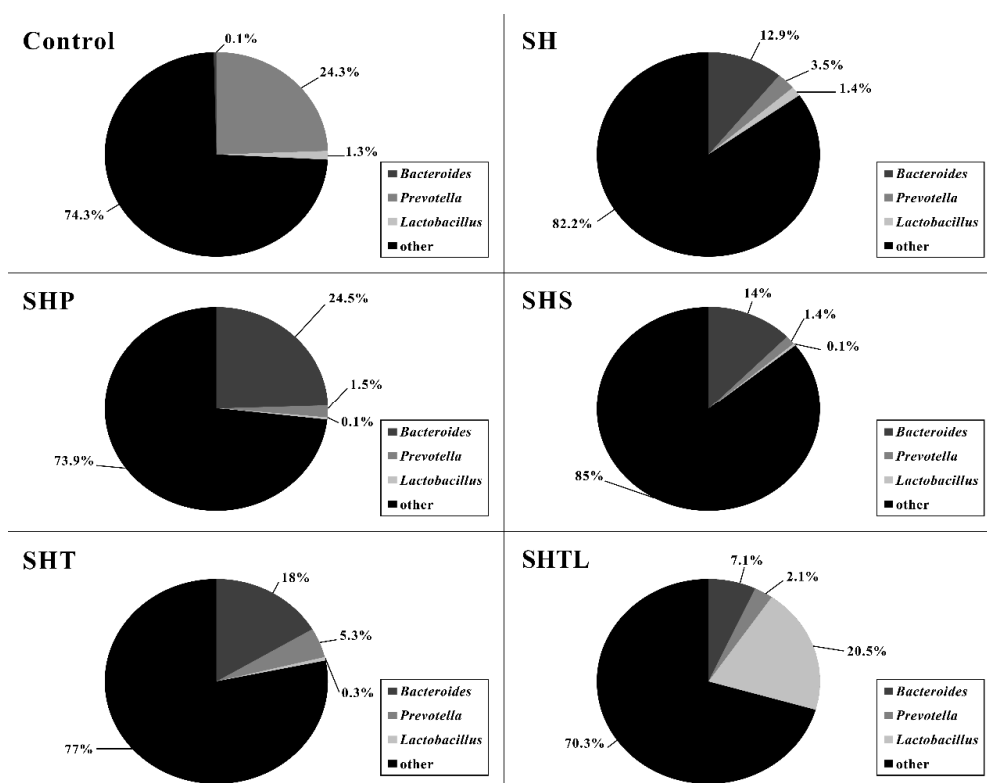 Control
0.1%
24.3%
1.3%
74.3%
Bacteroides
Prevotella
Lactobacillus
other
SH
12.9%
3.5%
1.4%
82.2%
Bacteroides
Prevotella
Lactobacillus
other
SHP
24.5%
1.5%
0.1%
73.9%
Bacteroides
Prevotella
Lactobacillus
other
SHS
14%
1.4%
0.1%
85%
Bacteroides
Prevotella
Lactobacillus
other
SHT
18%
5.3%
0.3%
77%
Bacteroides
Prevotella
Lactobacillus
other
SHTL
7.1%
2.1%
20.5%
70.3%
Bacteroides
Prevotella
Lactobacillus
other